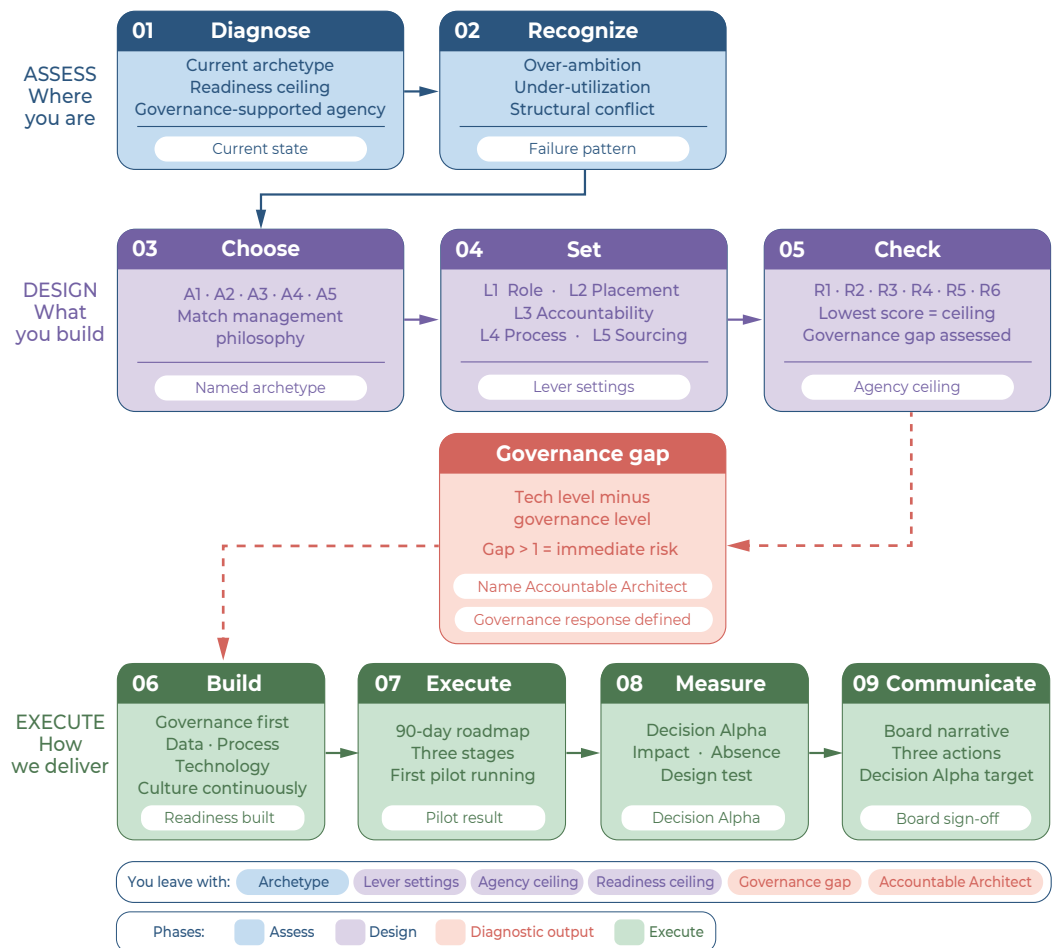 01 Diagnose
Current archetype
Readiness ceiling
Governance-supported agency
Current state
02 Recognize
Over-ambition
Under-utilization
Structural conflict
Failure pattern
ASSESS
Where
you are
03 Choose
A1 · A2 · A3 · A4 · A5
Match management
philosophy
Named archetype
04 Set
L1 Role · L2 Placement
L3 Accountability
L4 Process · L5 Sourcing
Lever settings
05 Check
R1 · R2 · R3 · R4 · R5 · R6
Lowest score = ceiling
Governance gap assessed
Agency ceiling
DESIGN
What
you build
Governance gap
Tech level minus
governance level
Gap > 1 = immediate risk
Name Accountable Architect
Governance response defined
EXECUTE
How
we deliver
06 Build
Governance first
Data · Process
Technology
Culture continuously
Readiness built
07 Execute
90-day roadmap
Three stages
First pilot running
Pilot result
08 Measure
Decision Alpha
Impact · Absence
Design test
Decision Alpha
09 Communicate
Board narrative
Three actions
Decision Alpha target
Board sign-off
You leave with: Archetype Lever settings Agency ceiling Readiness ceiling Governance gap Accountable Architect
Phases: Assess Design Diagnostic output Execute